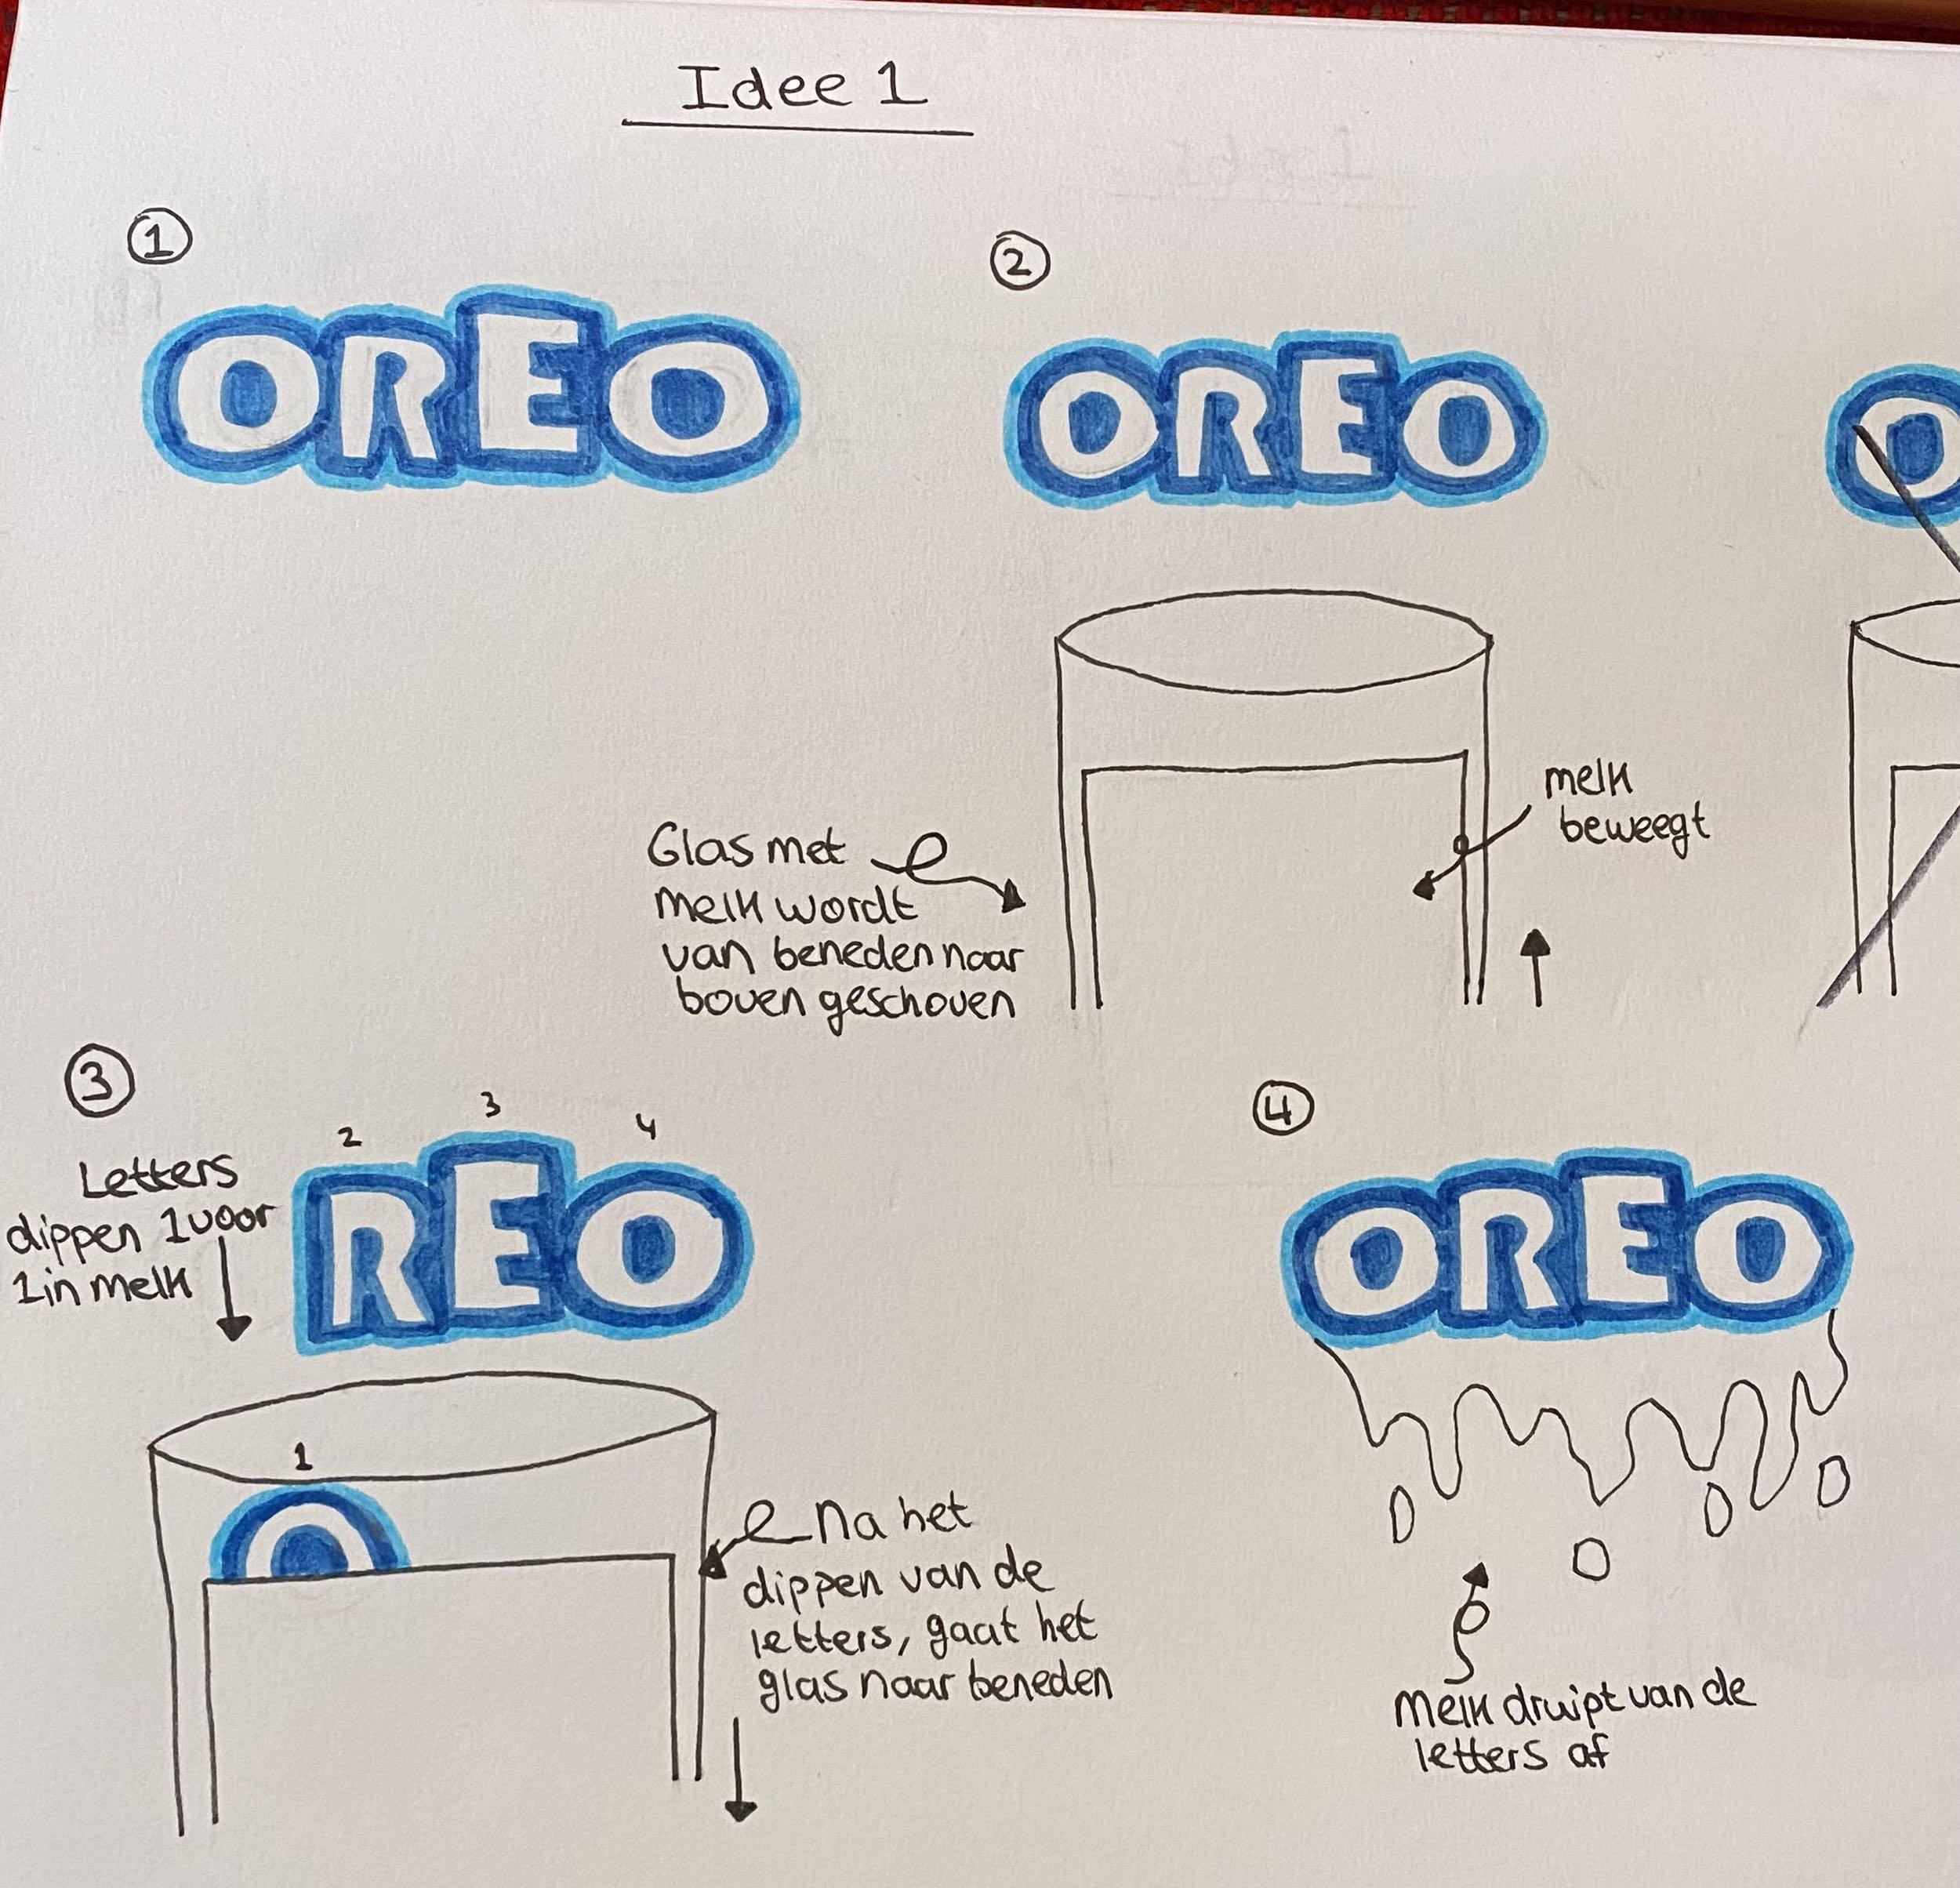 Idee 1
1
OREO
2
OREO
O
Glas met
melk wordt
van beneden naar
boven geschoven
melk
beweegt
3
Letters
dippen 1 voor
1 in melk
2 3 4
REO
1
O
Na het
dippen van de
letters, gaat het
glas naar beneden
4
OREO
melk druipt van de
letters af